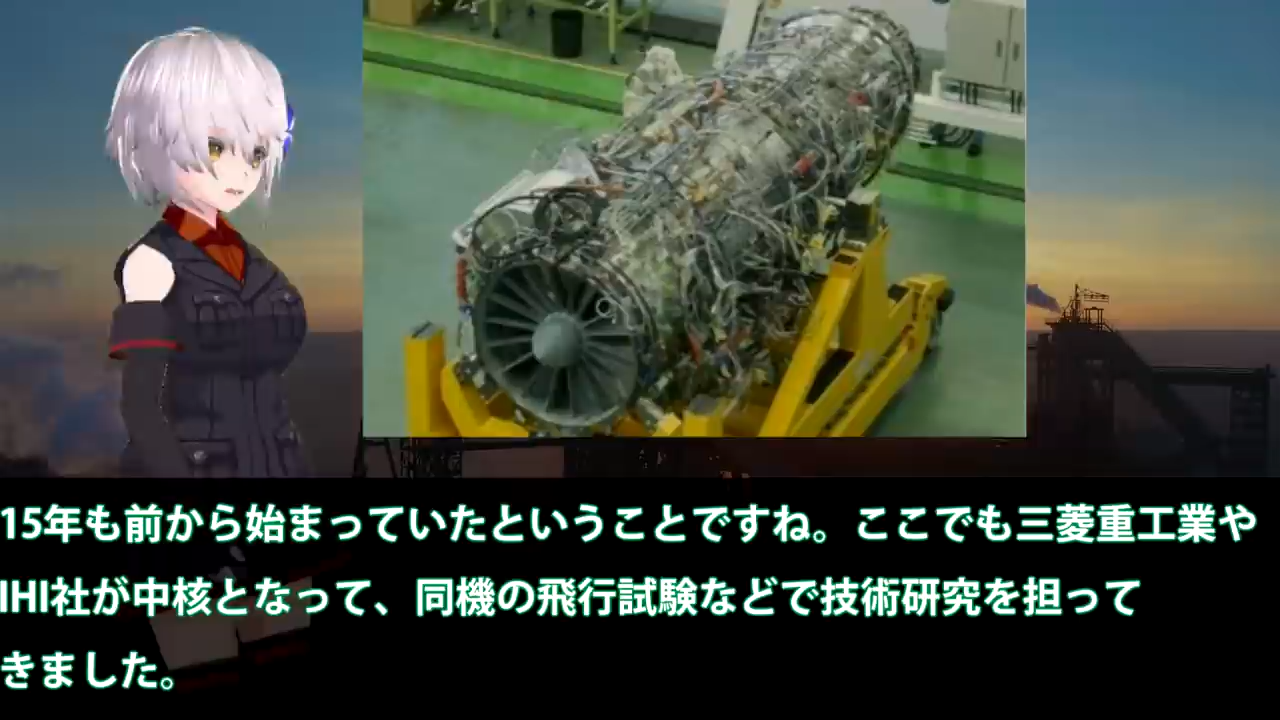 15年も前から始まっていたということですね。ここでも三菱重工業や
IHI社が中核となって、同機の飛行試験などで技術研究を担って
きました。